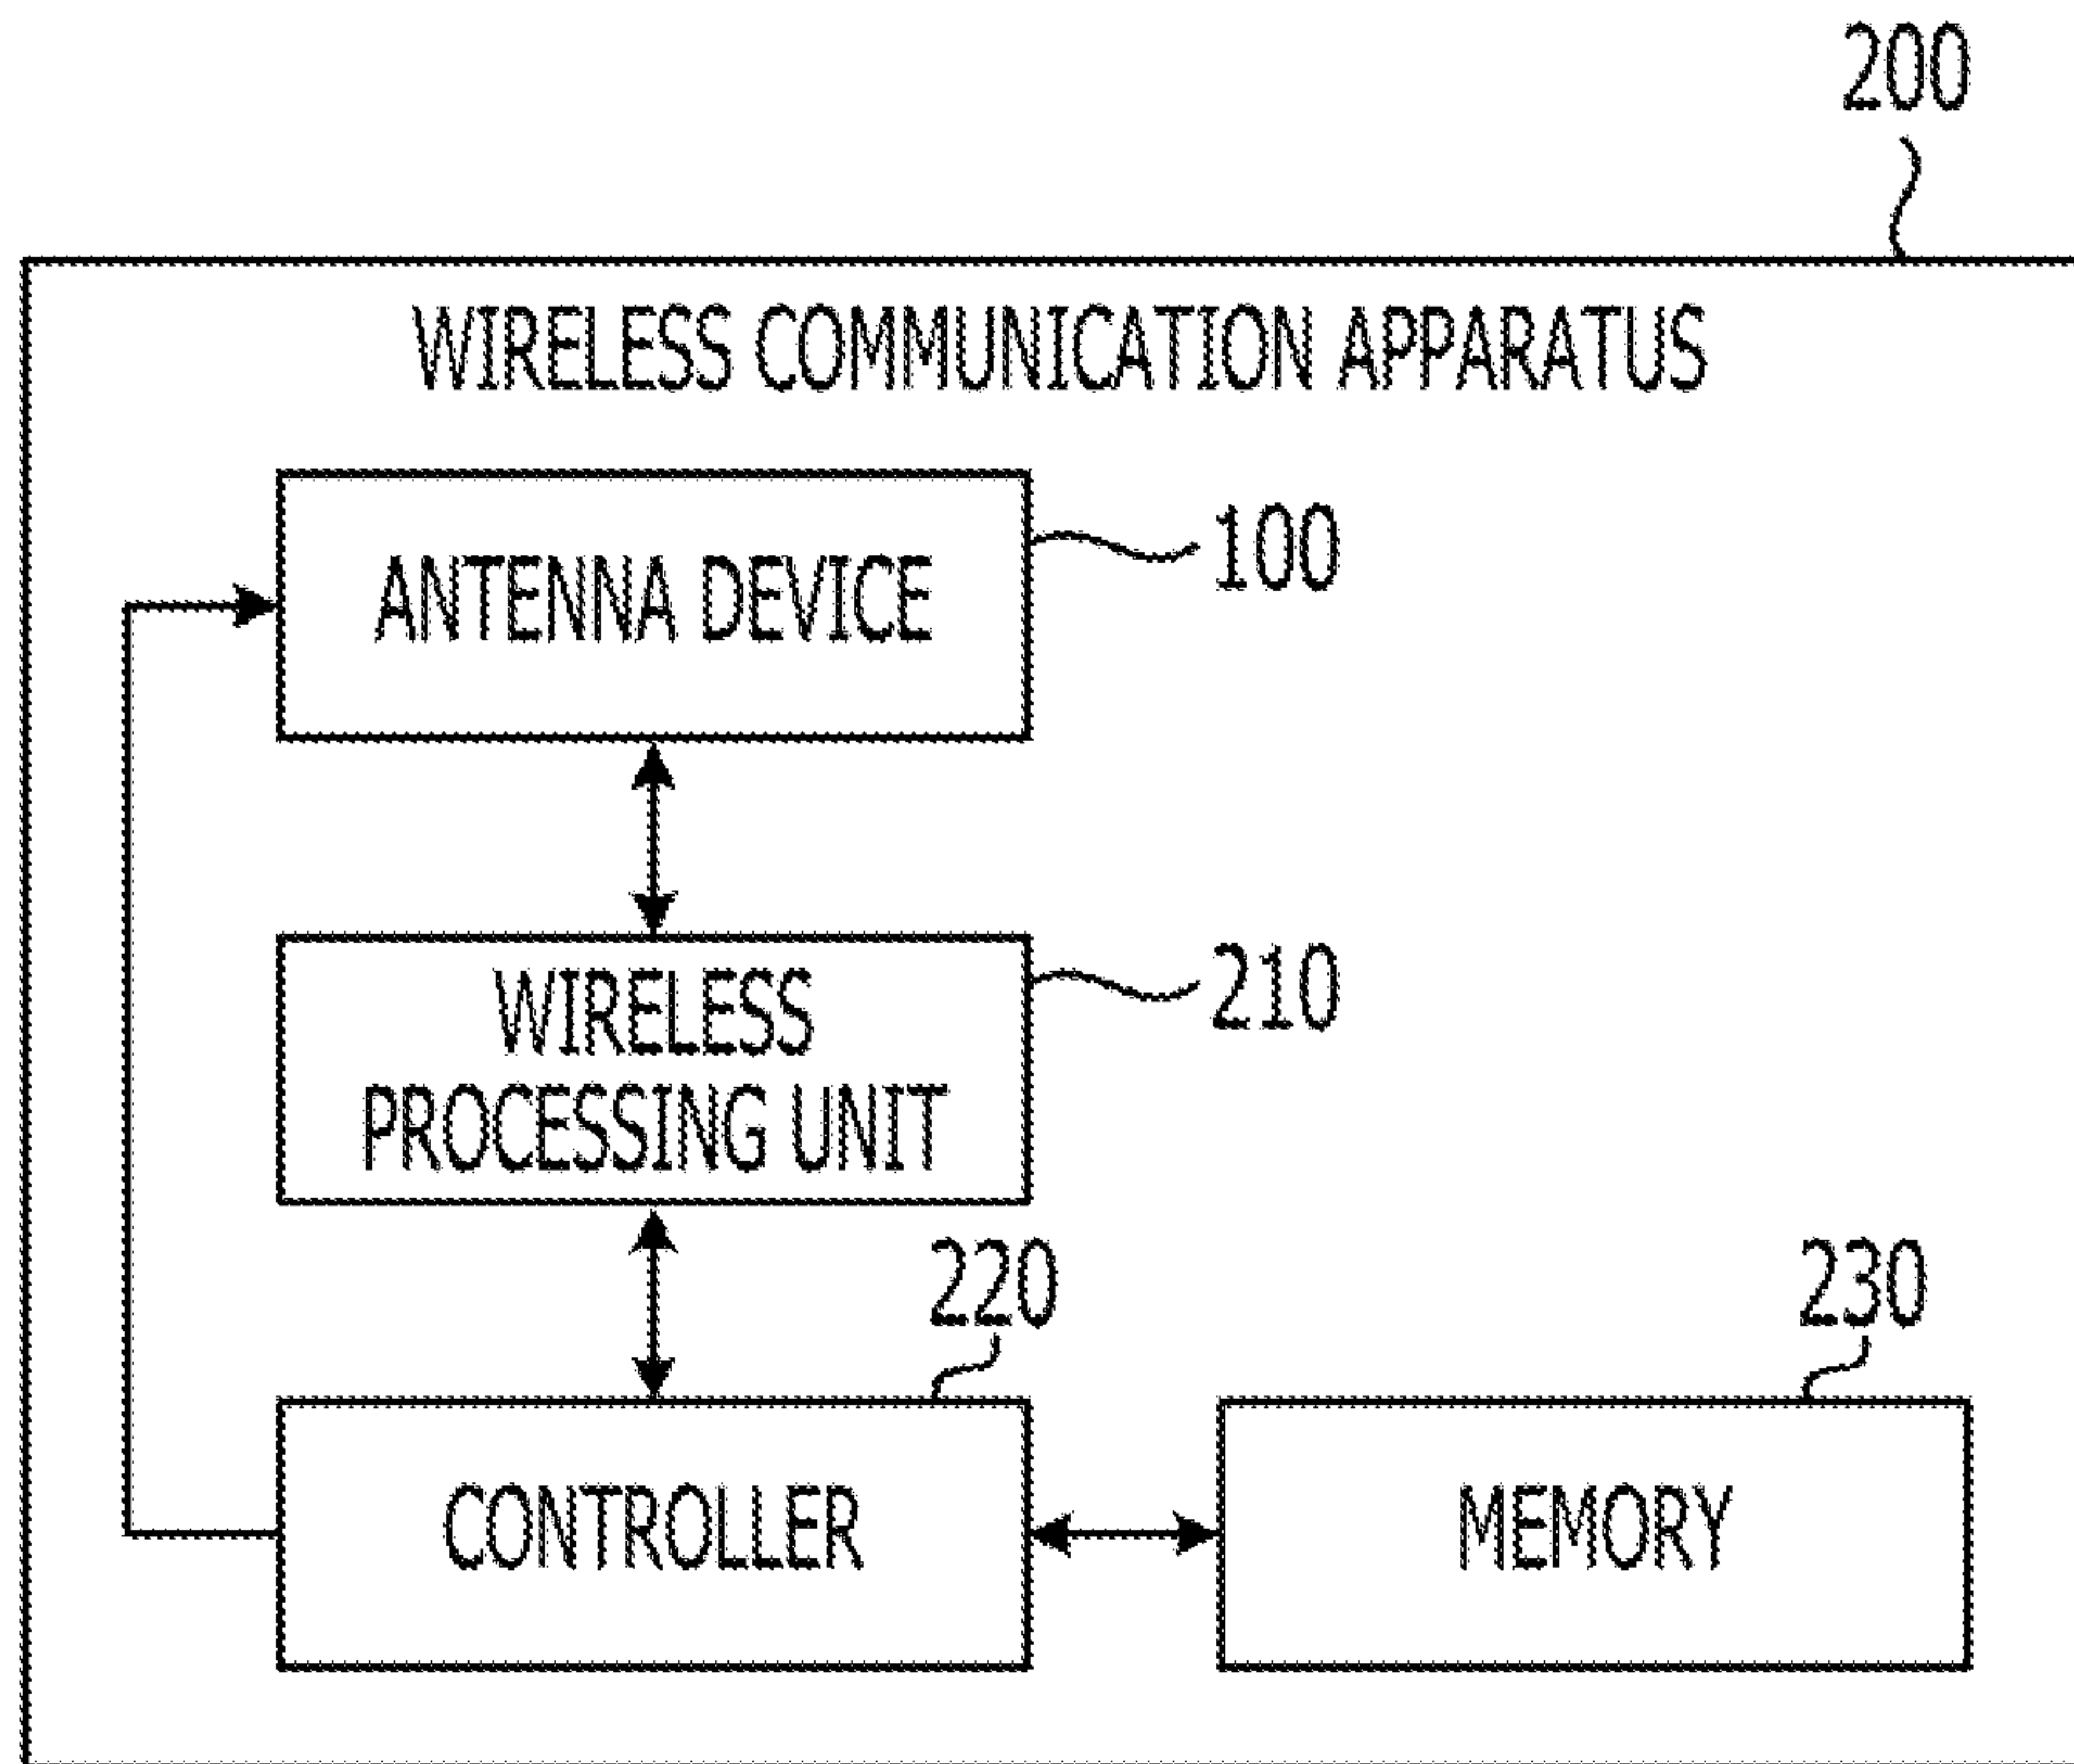 200
WIRELESS COMMUNICATION APPARATUS
ANTENNA DEVICE
100
WIRELESS
PROCESSING UNIT
210
220
230
CONTROLLER
MEMORY